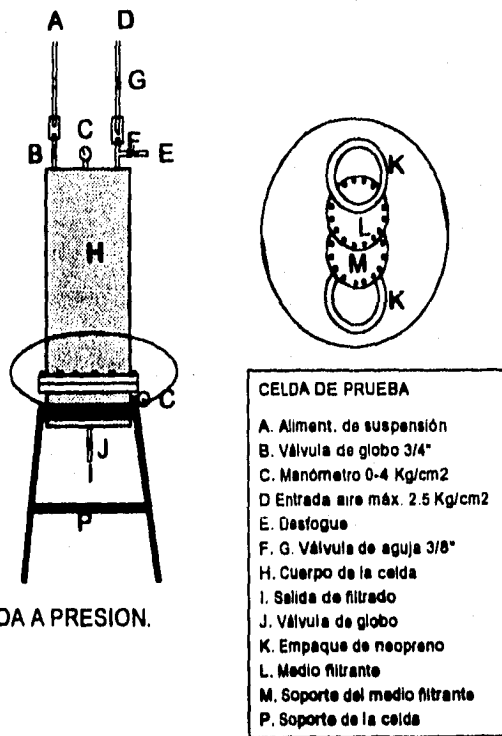 A
D
G
C
F
B
E
K
H
L
M
K
C
J
P
DA A PRESION.
CELDA DE PRUEBA
A. Aliment. de suspensión
B. Válvula de globo 3/4"
C. Manómetro 0-4 Kg/cm2
D Entrada aire máx. 2.5 Kg/cm2
E. Desfogue
F. G. Válvula de aguja 3/8"
H. Cuerpo de la celda
I. Salida de filtrado
J. Válvula de globo
K. Empaque de neopreno
L. Medio filtrante
M. Soporte del medio filtrante
P. Soporte de la celda